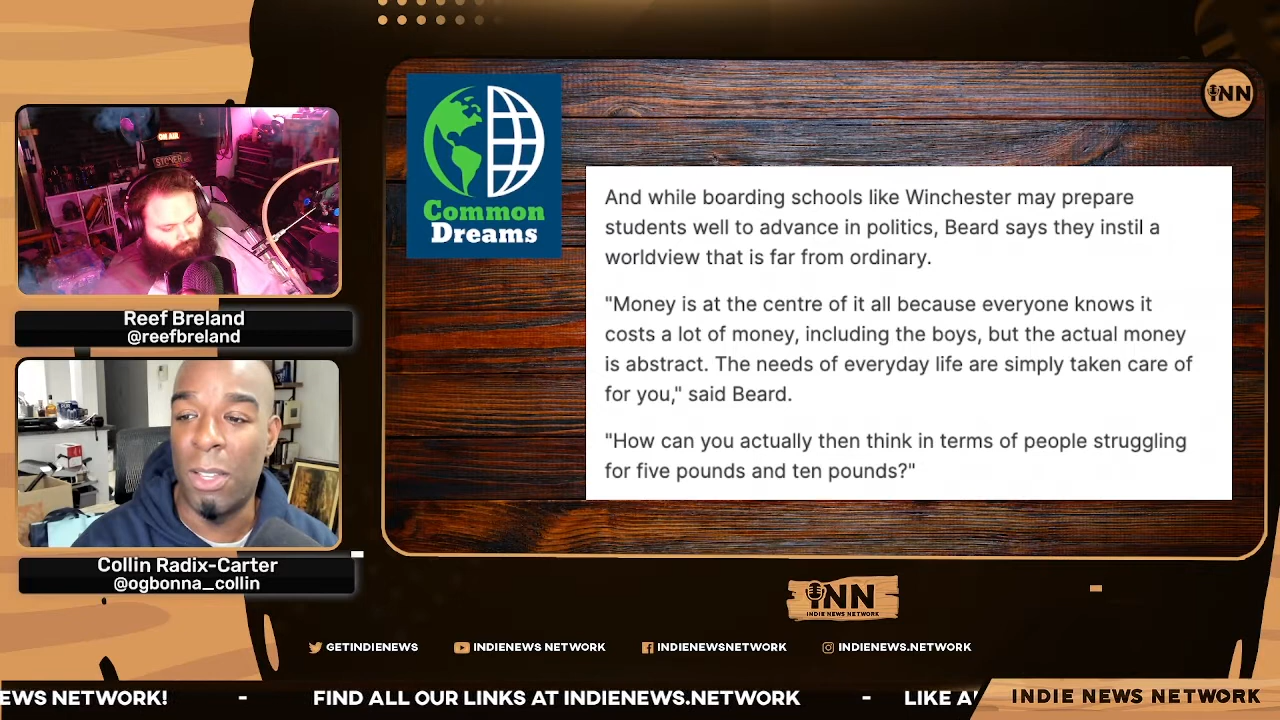 ON AIR
STONER
Reef Breland
@reefbreland
Collin Radix-Carter
@ogbonna_collin
Common
Dreams
iNN
And while boarding schools like Winchester may prepare
students well to advance in politics, Beard says they instil a
worldview that is far from ordinary.
"Money is at the centre of it all because everyone knows it
costs a lot of money, including the boys, but the actual money
is abstract. The needs of everyday life are simply taken care of
for you," said Beard.
"How can you actually then think in terms of people struggling
for five pounds and ten pounds?"
iNN
INDIE NEWS NETWORK
GETINDIENEWS
INDIENEWS NETWORK
INDIENEWSNETWORK
INDIENEWS.NETWORK
EWS NETWORK! - FIND ALL OUR LINKS AT INDIENEWS.NETWORK - LIKE A
INDIE NEWS NETWORK